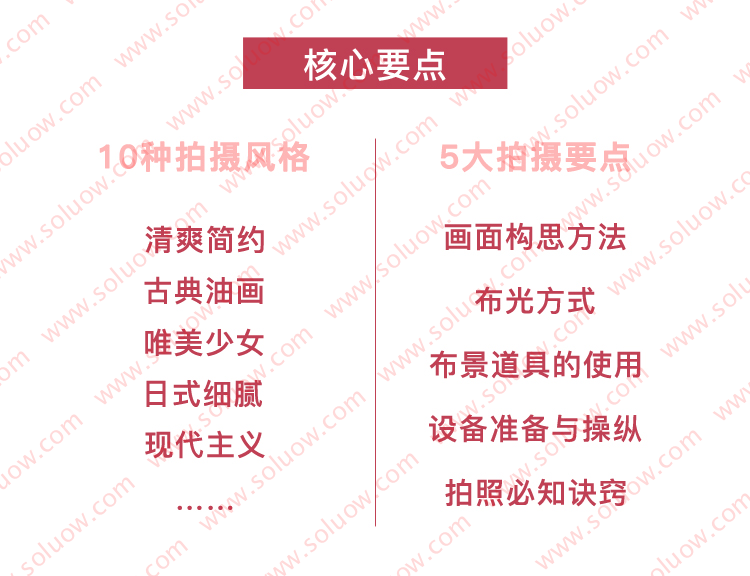 核心要点
10种拍摄风格
清爽简约
古典油画
唯美少女
日式细腻
现代主义
……
5大拍摄要点
画面构思方法
布光方式
布景道具的使用
设备准备与操纵
拍照必知诀窍
www.soluow.com